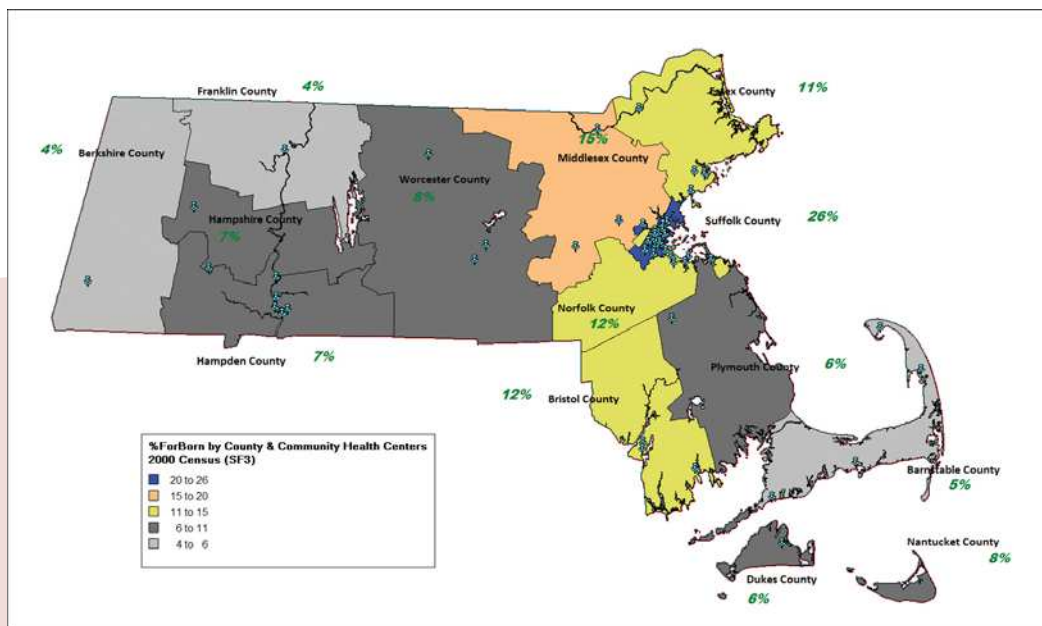 Franklin County
4%
Essex County
11%
4%
Berkshire County
15%
Middlesex County
Worcester County
8%
Hampshire County
7%
Suffolk County
26%
Norfolk County
12%
Hampden County
7%
Plymouth County
6%
12%
Bristol County
Barnstable County
5%
Nantucket County
8%
Dukes County
6%
%ForBorn by County & Community Health Centers
2000 Census (SF3)
20 to 26
15 to 20
11 to 15
6 to 11
4 to 6